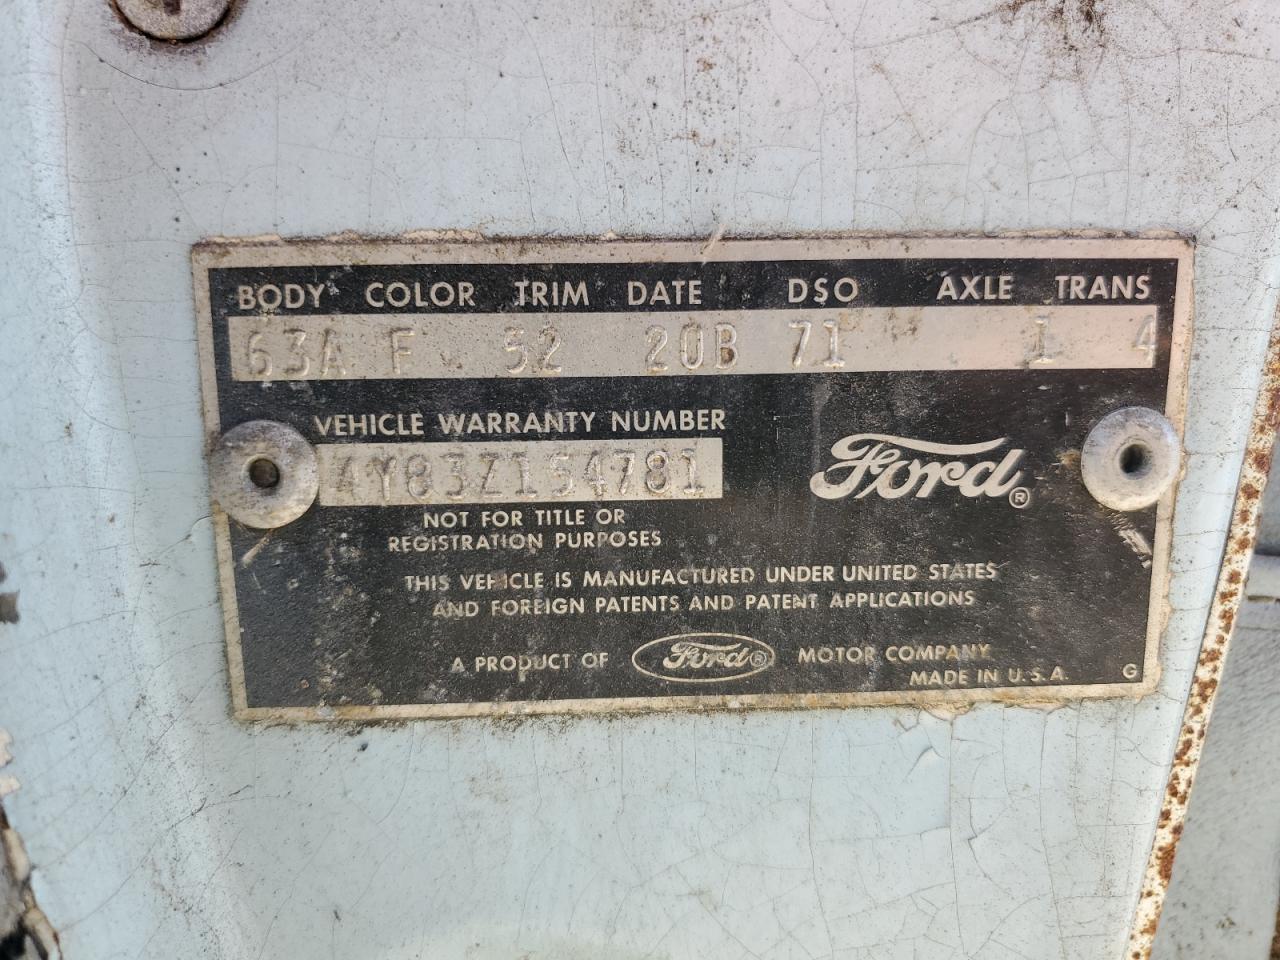 BODY COLOR TRIM DATE DSO AXLE TRANS
63A F 52 20B 71 1 4
VEHICLE WARRANTY NUMBER
4Y83Z154781
Ford®
NOT FOR TITLE OR
REGISTRATION PURPOSES
THIS VEHICLE IS MANUFACTURED UNDER UNITED STATES
AND FOREIGN PATENTS AND PATENT APPLICATIONS
A PRODUCT OF Ford® MOTOR COMPANY
MADE IN U.S.A. G